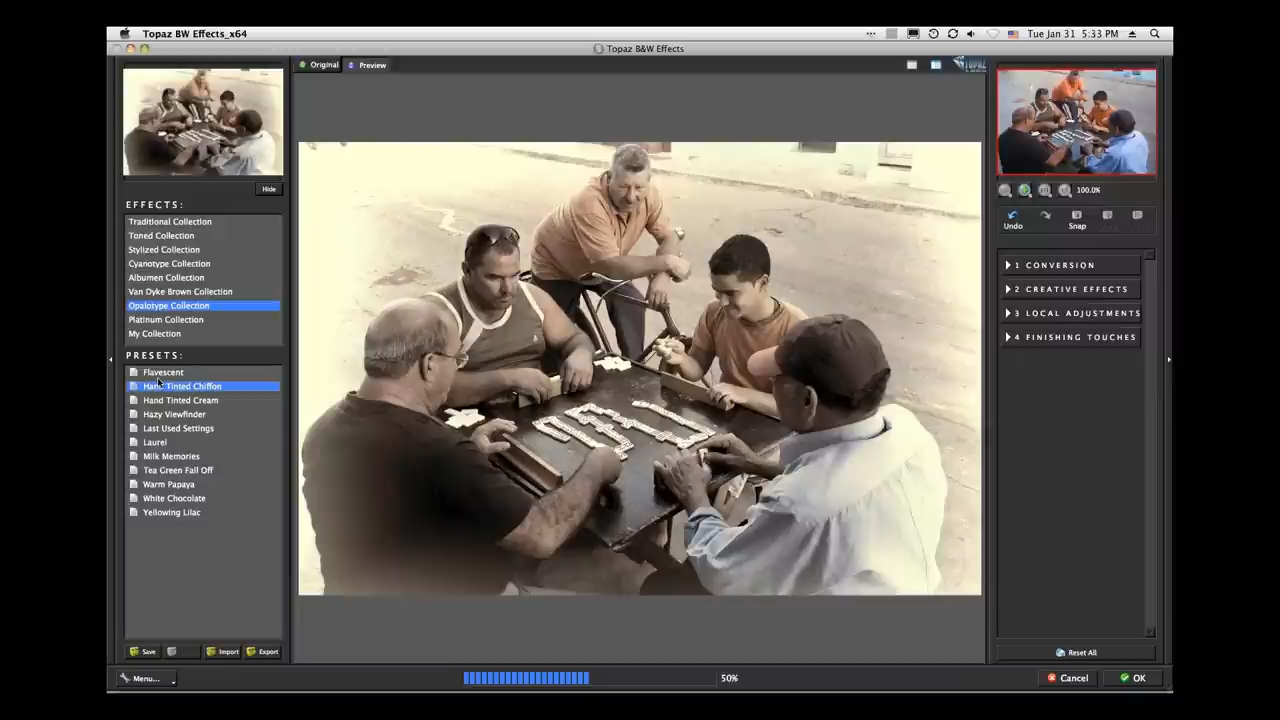 Topaz BW Effects_x64
Tue Jan 31 5:33 PM
Topaz B&W Effects
Original
Preview
TOPAZ
Hide
EFFECTS:
Traditional Collection
Toned Collection
Stylized Collection
Cyanotype Collection
Albumen Collection
Van Dyke Brown Collection
Opalotype Collection
Platinum Collection
My Collection
PRESETS:
Flavescent
Hand Tinted Chiffon
Hand Tinted Cream
Hazy Viewfinder
Last Used Settings
Laurel
Milk Memories
Tea Green Fall Off
Warm Papaya
White Chocolate
Yellowing Lilac
Save
Import
Export
Menu...
50%
100.0%
Undo
Snap
1 CONVERSION
2 CREATIVE EFFECTS
3 LOCAL ADJUSTMENTS
4 FINISHING TOUCHES
Reset All
Cancel
OK